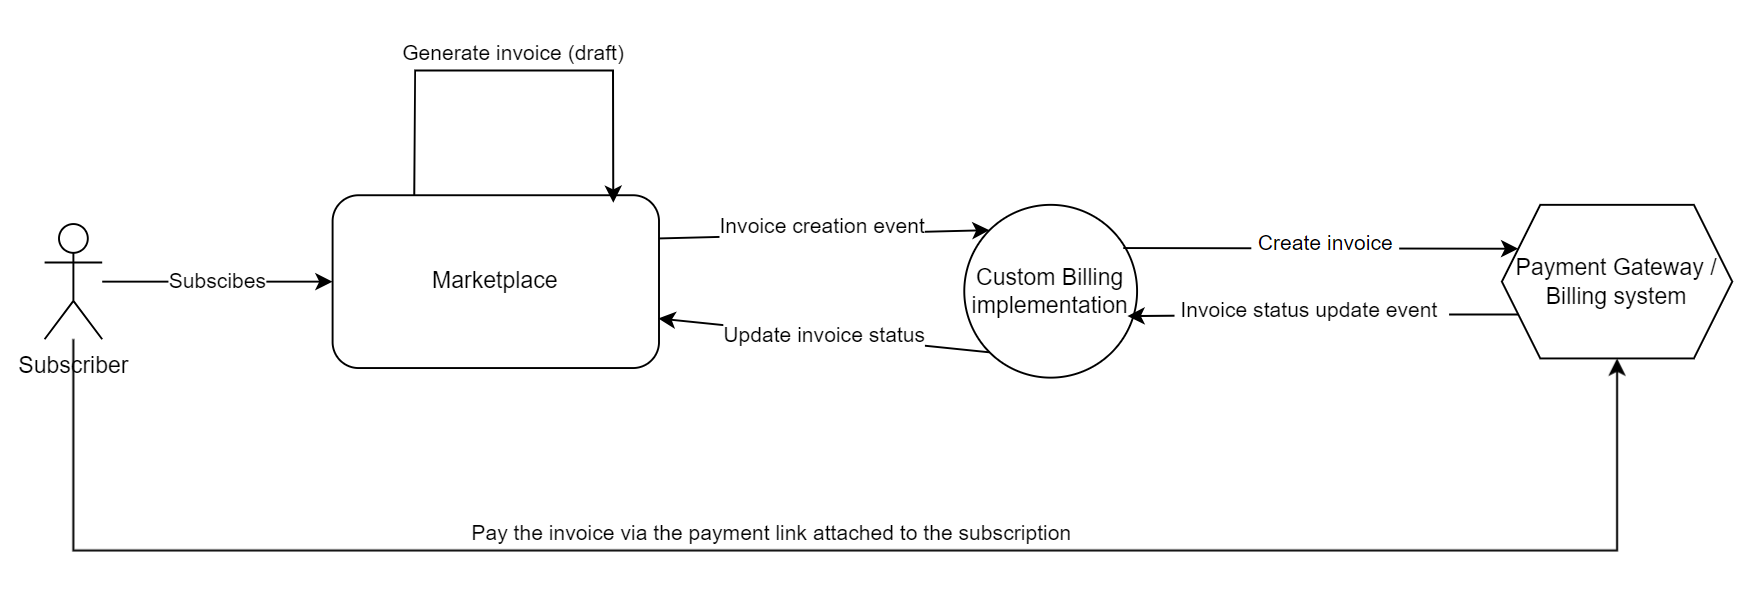 Generate invoice (draft)
Subscibes
Subscriber
Marketplace
Invoice creation event
Update invoice status
Custom Billing
implementation
Create invoice
Invoice status update event
Payment Gateway /
Billing system
Pay the invoice via the payment link attached to the subscription